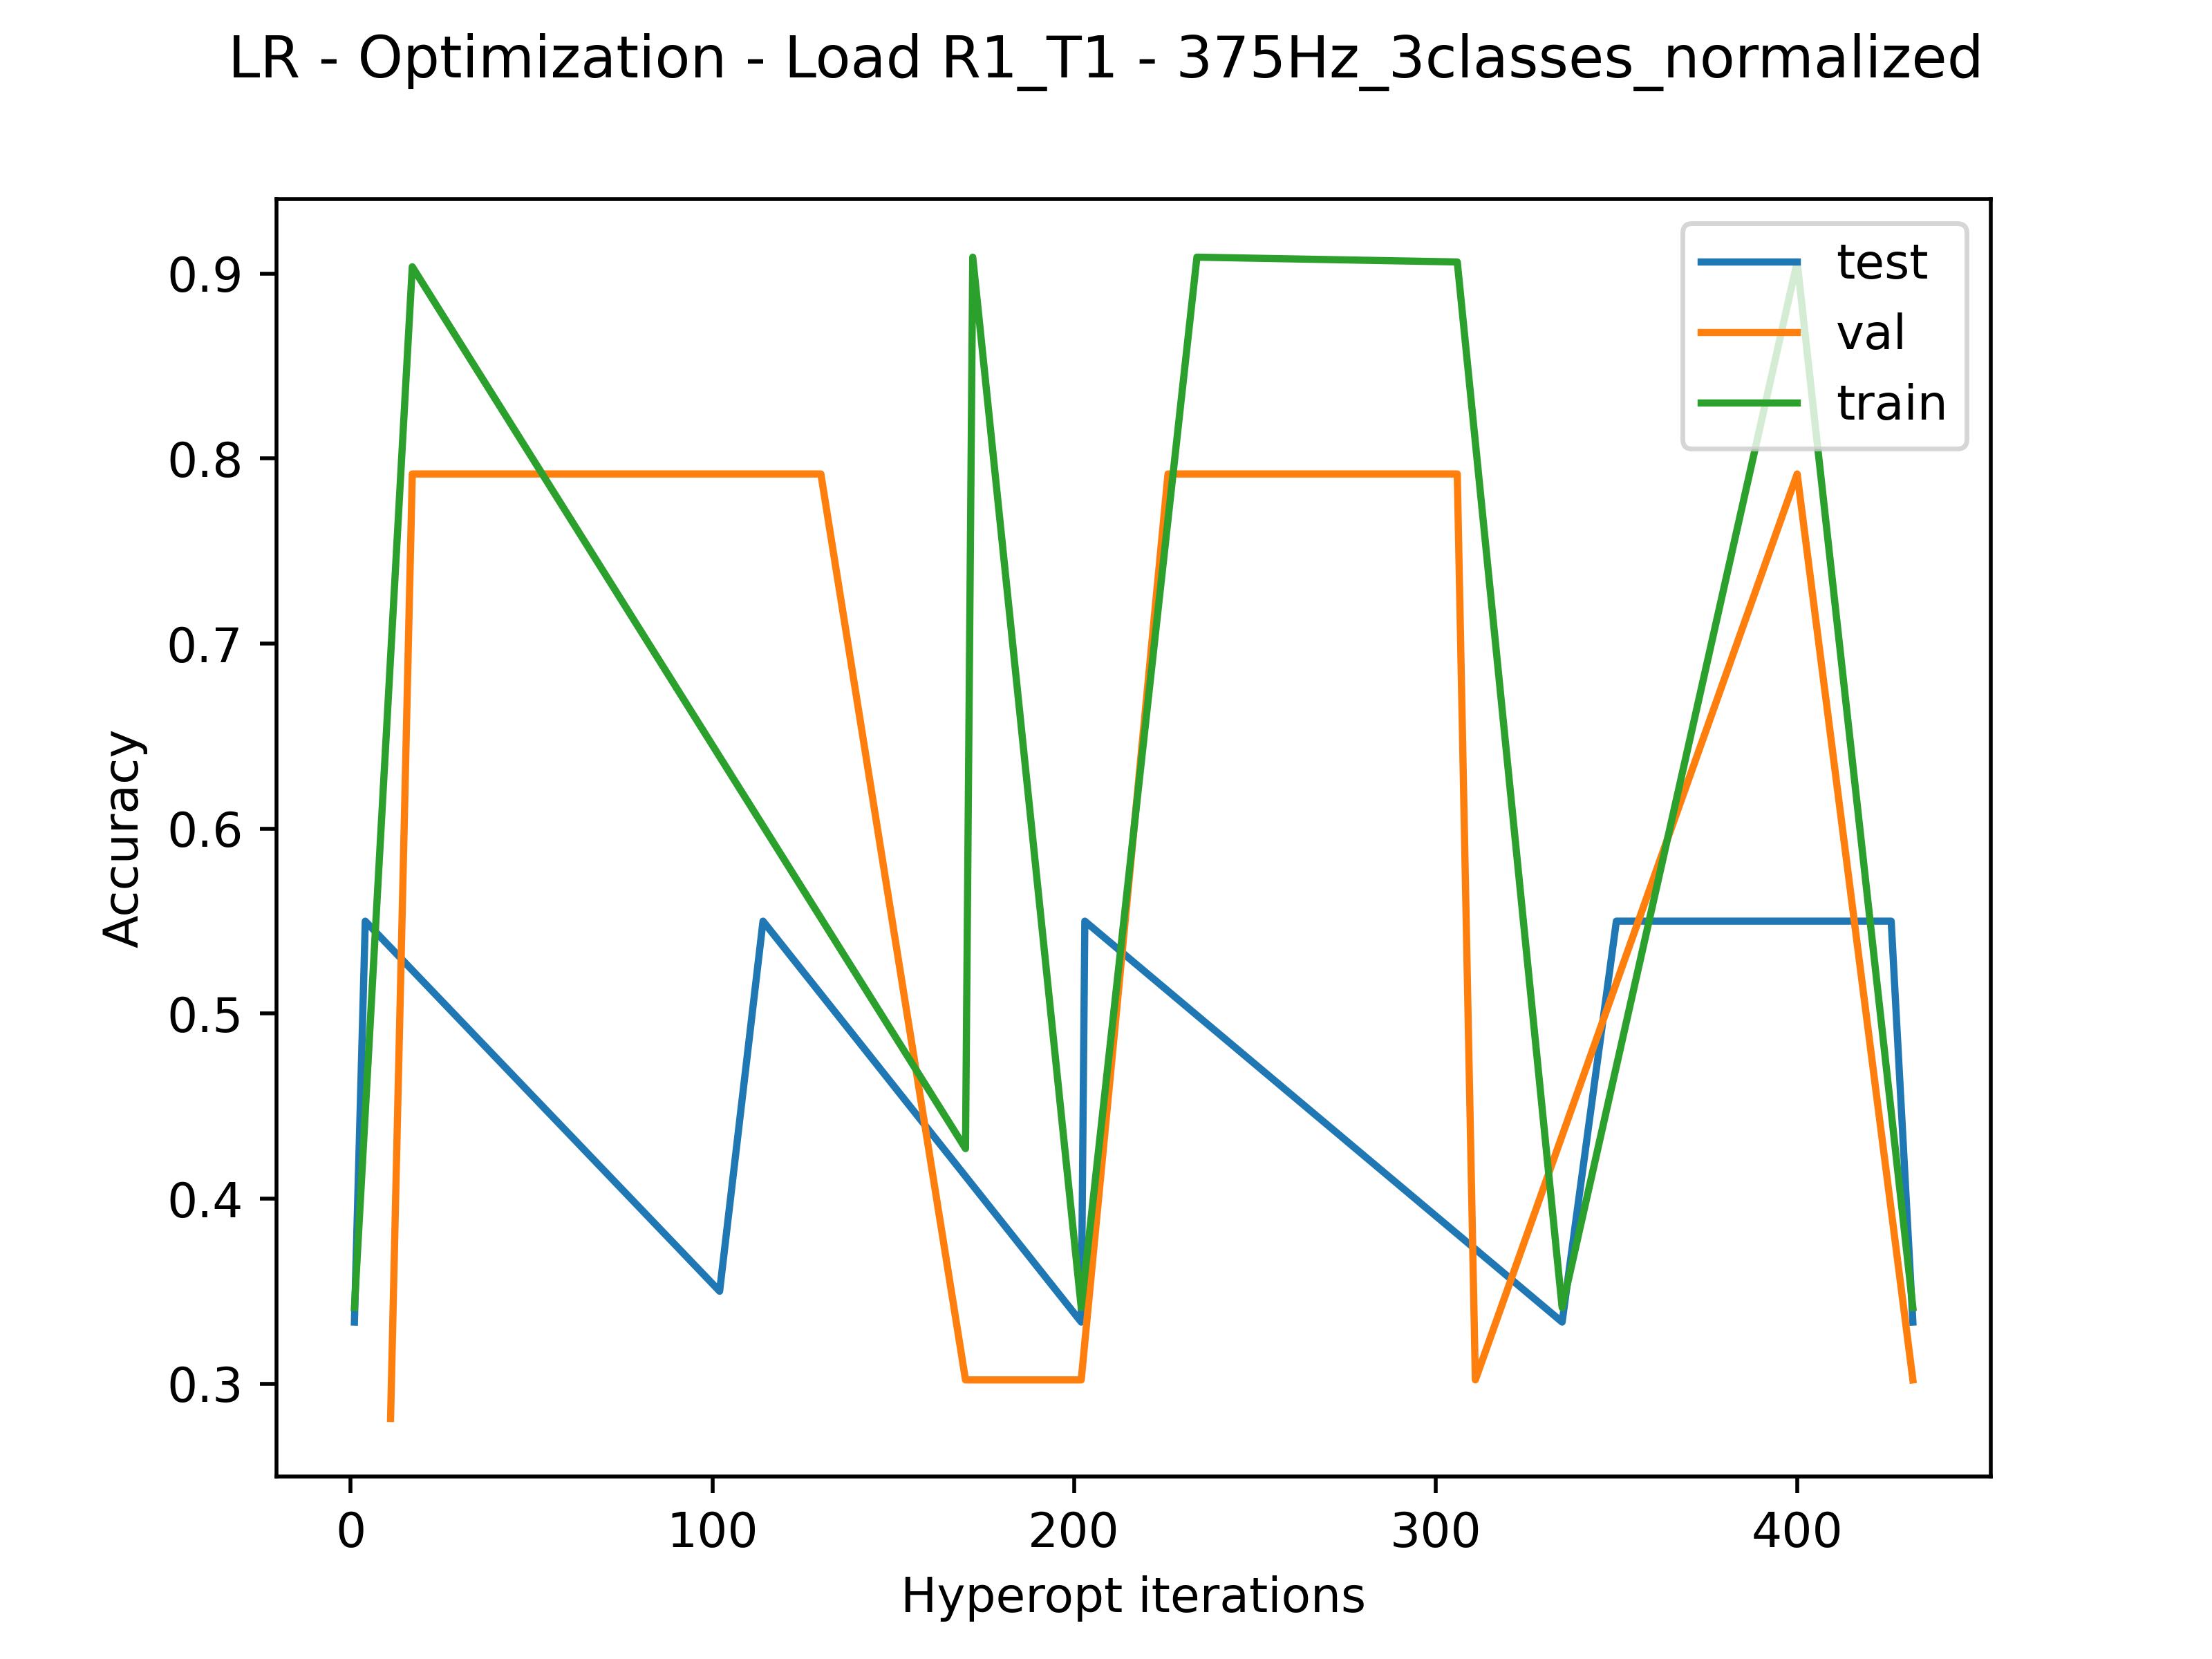 LR - Optimization - Load R1_T1 - 375Hz_3classes_normalized
test
val
train
0.9
0.8
0.7
0.6
0.5
0.4
0.3
Accuracy
0 100 200 300 400
Hyperopt iterations